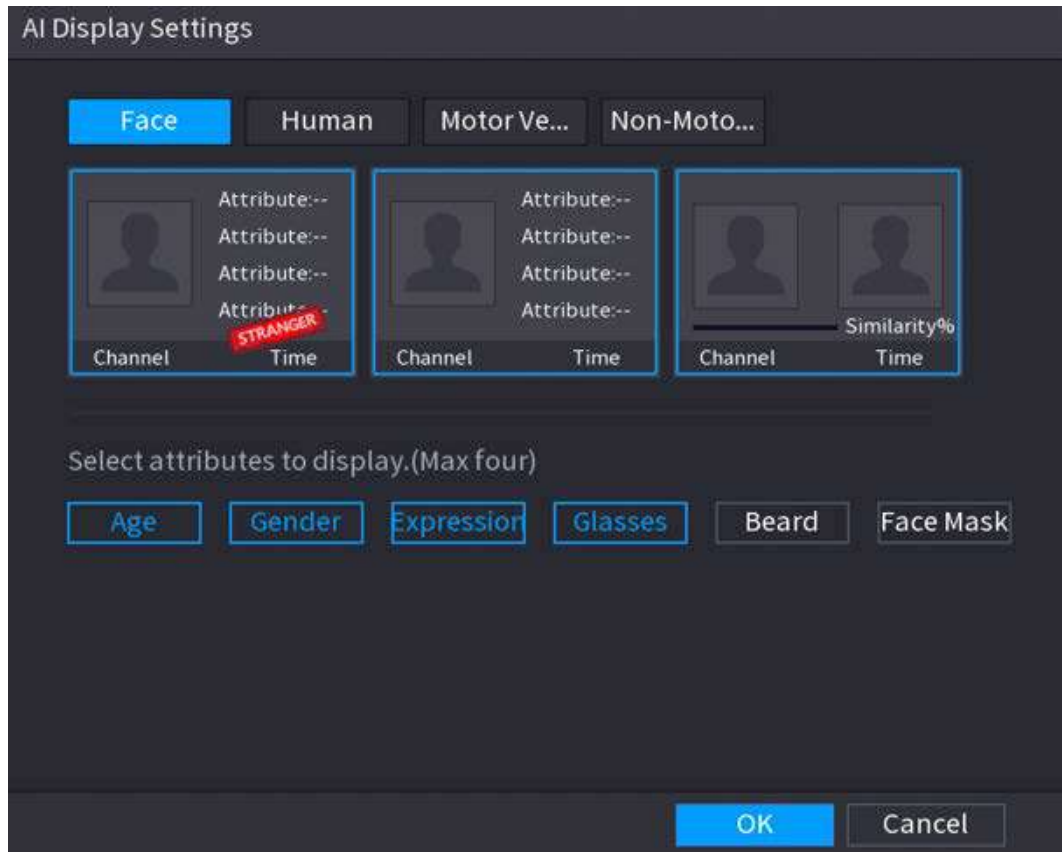 AI Display Settings
Face Human Motor Ve... Non-Moto...
Attribute:-- Attribute:--
Attribute:-- Attribute:--
Attribute:-- Attribute:--
Attribute:-- Attribute:--
STRANGER Similarity%
Channel Time Channel Time Channel Time
Select attributes to display.(Max four)
Age Gender Expression Glasses Beard Face Mask
OK Cancel